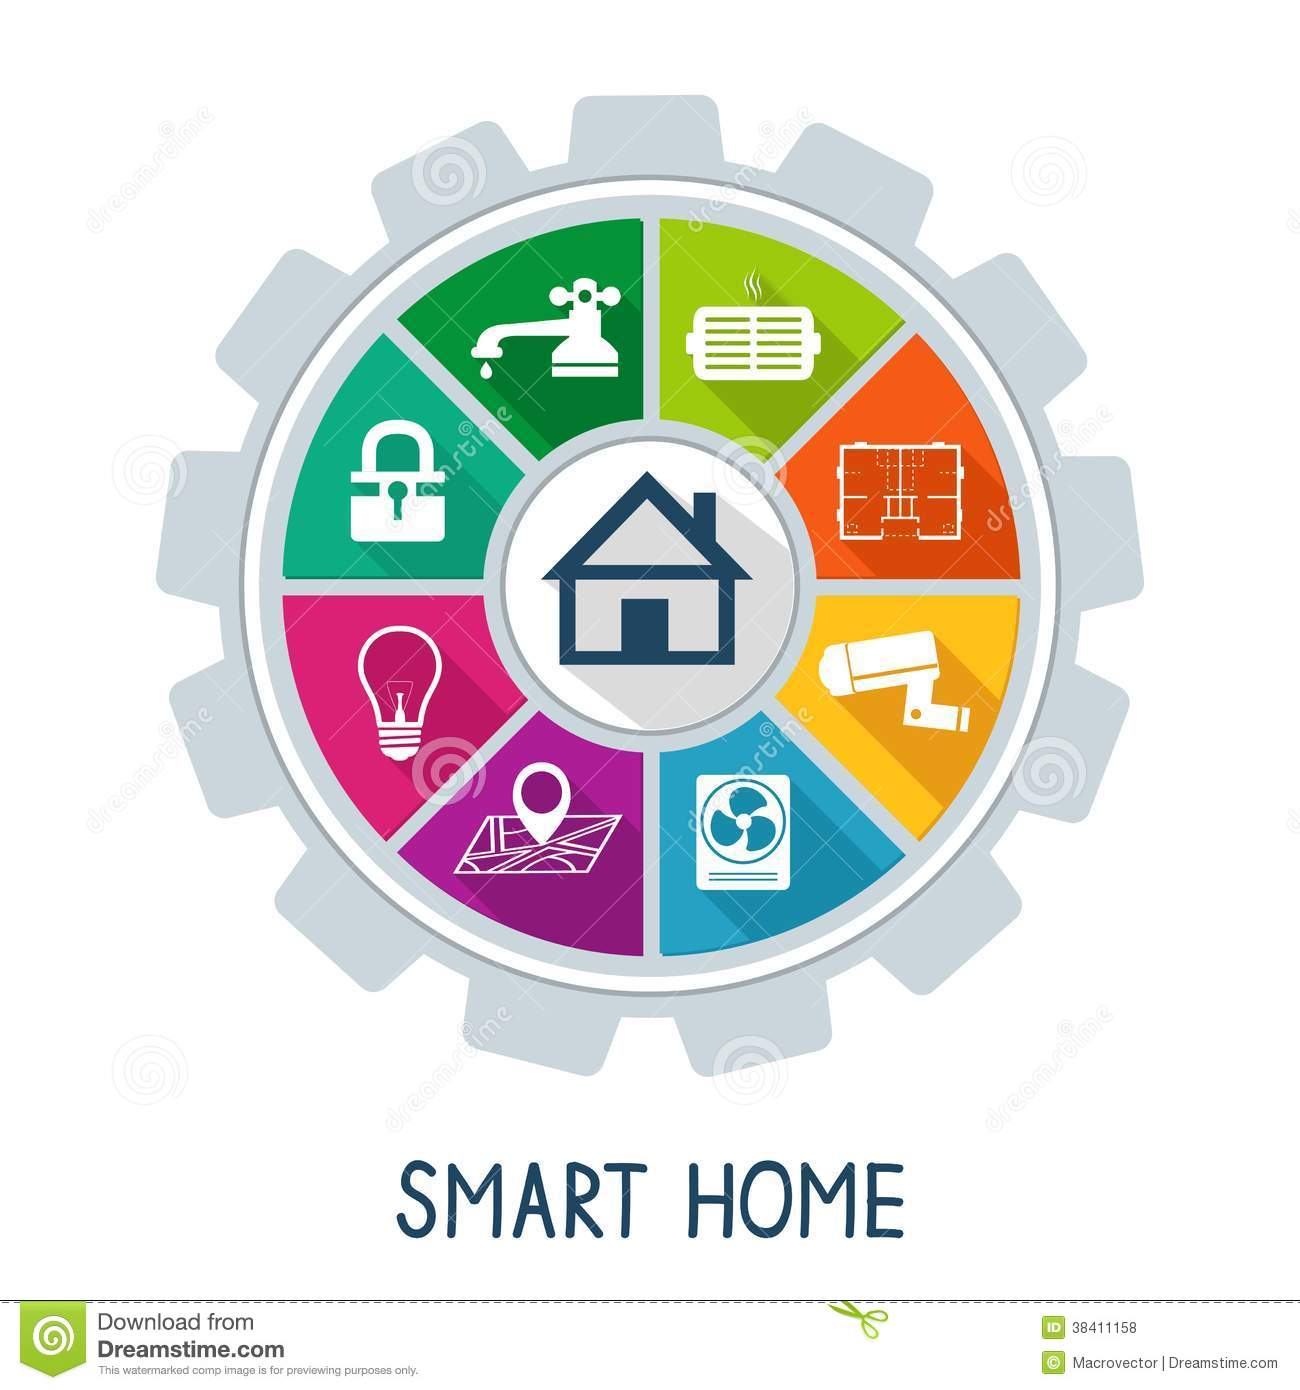 SMART HOME
Download from
Dreamstime.com
This watermarked comp image is for previewing purposes only.
ID 38411158
© Macrovector | Dreamstime.com